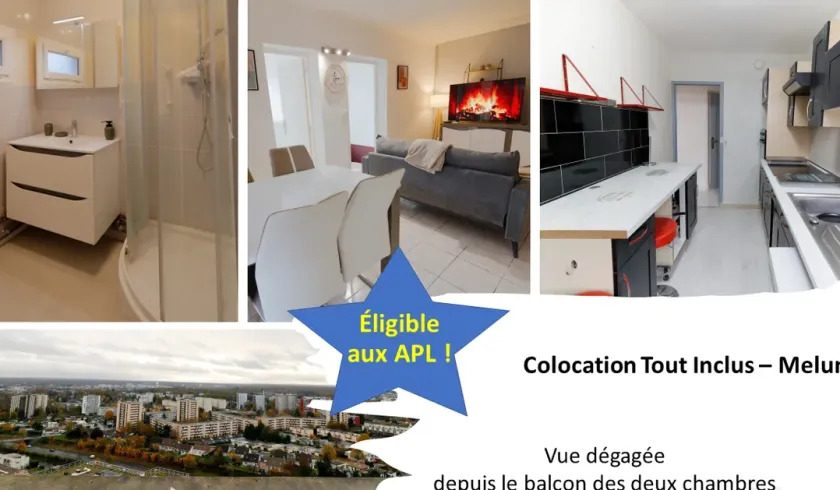 Éligible
aux APL !
Colocation Tout Inclus – Melun
Vue dégagée
depuis le balcon des deux chambres